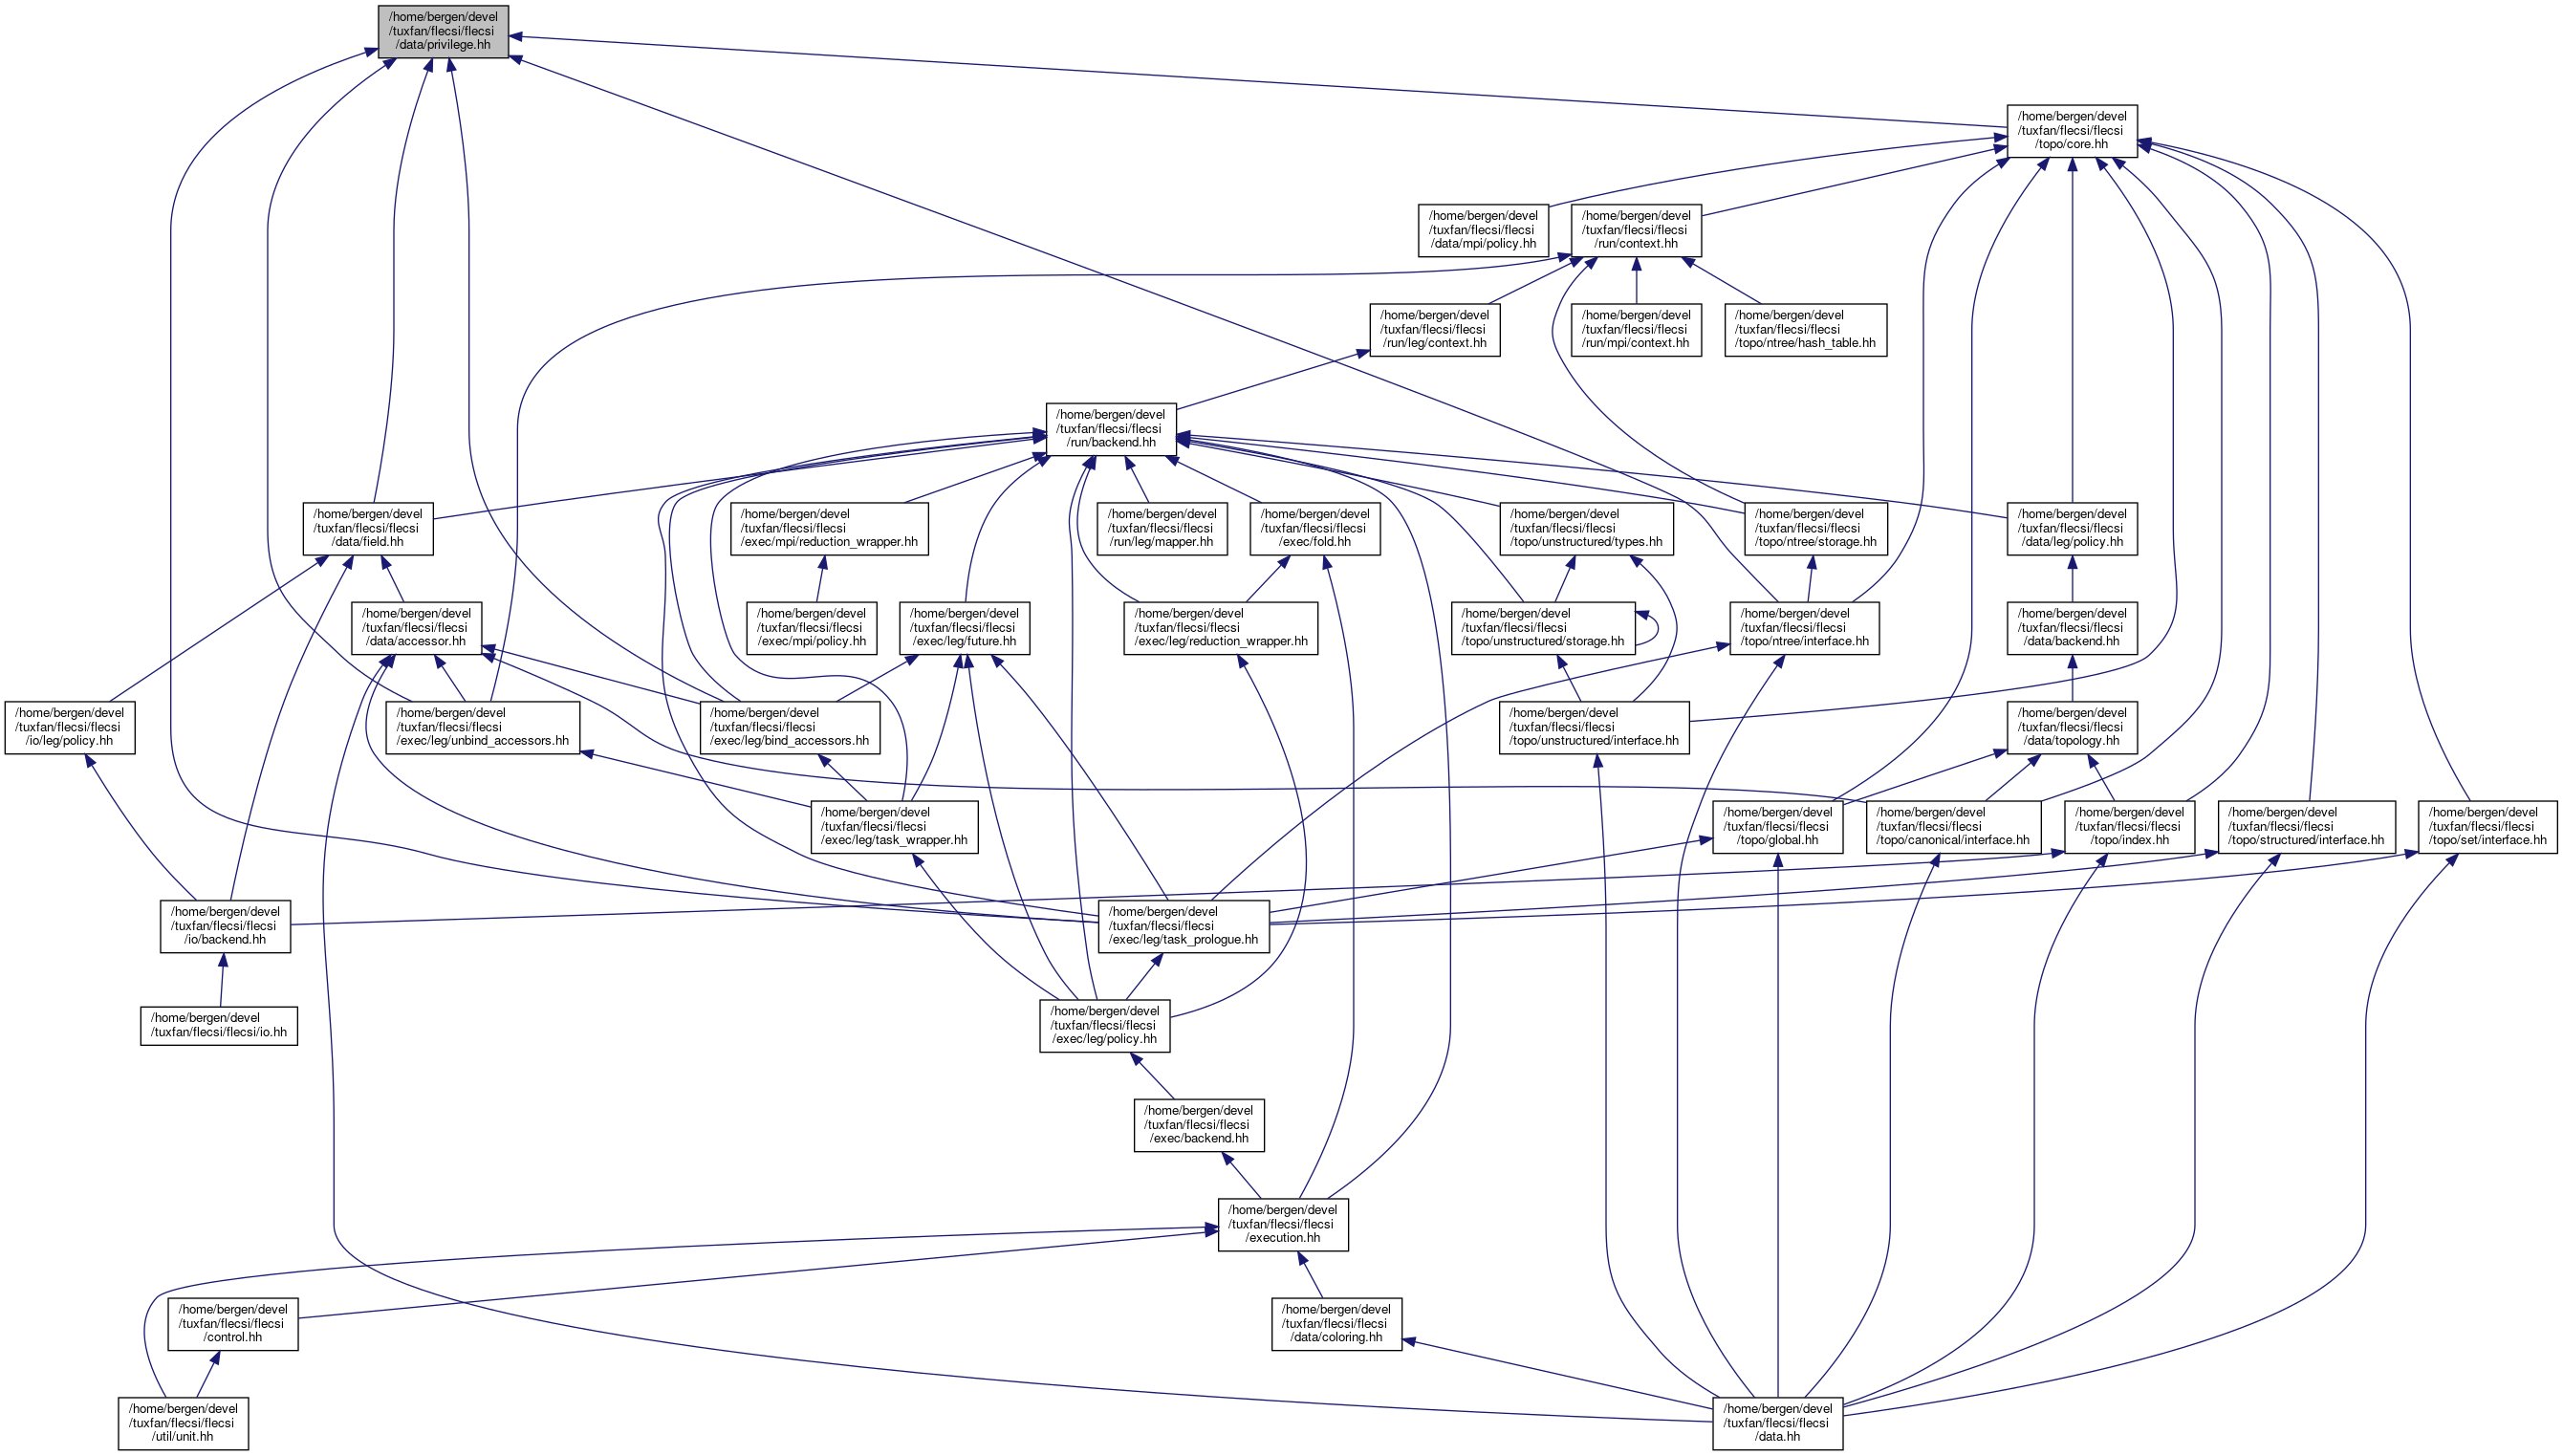 /home/bergen/devel
/tuxfan/flecsi/flecsi
/data/privilege.hh
/home/bergen/devel
/tuxfan/flecsi/flecsi
/topo/core.hh
/home/bergen/devel
/tuxfan/flecsi/flecsi
/data/mpi/policy.hh
/home/bergen/devel
/tuxfan/flecsi/flecsi
/run/context.hh
/home/bergen/devel
/tuxfan/flecsi/flecsi
/run/leg/context.hh
/home/bergen/devel
/tuxfan/flecsi/flecsi
/run/mpi/context.hh
/home/bergen/devel
/tuxfan/flecsi/flecsi
/topo/ntree/hash_table.hh
/home/bergen/devel
/tuxfan/flecsi/flecsi
/run/backend.hh
/home/bergen/devel
/tuxfan/flecsi/flecsi
/data/field.hh
/home/bergen/devel
/tuxfan/flecsi/flecsi
/exec/mpi/reduction_wrapper.hh
/home/bergen/devel
/tuxfan/flecsi/flecsi
/run/leg/mapper.hh
/home/bergen/devel
/tuxfan/flecsi/flecsi
/exec/fold.hh
/home/bergen/devel
/tuxfan/flecsi/flecsi
/topo/unstructured/types.hh
/home/bergen/devel
/tuxfan/flecsi/flecsi
/topo/ntree/storage.hh
/home/bergen/devel
/tuxfan/flecsi/flecsi
/data/leg/policy.hh
/home/bergen/devel
/tuxfan/flecsi/flecsi
/data/accessor.hh
/home/bergen/devel
/tuxfan/flecsi/flecsi
/exec/mpi/policy.hh
/home/bergen/devel
/tuxfan/flecsi/flecsi
/exec/leg/future.hh
/home/bergen/devel
/tuxfan/flecsi/flecsi
/exec/leg/reduction_wrapper.hh
/home/bergen/devel
/tuxfan/flecsi/flecsi
/topo/unstructured/storage.hh
/home/bergen/devel
/tuxfan/flecsi/flecsi
/topo/ntree/interface.hh
/home/bergen/devel
/tuxfan/flecsi/flecsi
/data/backend.hh
/home/bergen/devel
/tuxfan/flecsi/flecsi
/io/leg/policy.hh
/home/bergen/devel
/tuxfan/flecsi/flecsi
/exec/leg/unbind_accessors.hh
/home/bergen/devel
/tuxfan/flecsi/flecsi
/exec/leg/bind_accessors.hh
/home/bergen/devel
/tuxfan/flecsi/flecsi
/topo/unstructured/interface.hh
/home/bergen/devel
/tuxfan/flecsi/flecsi
/data/topology.hh
/home/bergen/devel
/tuxfan/flecsi/flecsi
/exec/leg/task_wrapper.hh
/home/bergen/devel
/tuxfan/flecsi/flecsi
/topo/global.hh
/home/bergen/devel
/tuxfan/flecsi/flecsi
/topo/canonical/interface.hh
/home/bergen/devel
/tuxfan/flecsi/flecsi
/topo/index.hh
/home/bergen/devel
/tuxfan/flecsi/flecsi
/topo/structured/interface.hh
/home/bergen/devel
/tuxfan/flecsi/flecsi
/topo/set/interface.hh
/home/bergen/devel
/tuxfan/flecsi/flecsi
/io/backend.hh
/home/bergen/devel
/tuxfan/flecsi/flecsi
/exec/leg/task_prologue.hh
/home/bergen/devel
/tuxfan/flecsi/flecsi/io.hh
/home/bergen/devel
/tuxfan/flecsi/flecsi
/exec/leg/policy.hh
/home/bergen/devel
/tuxfan/flecsi/flecsi
/exec/backend.hh
/home/bergen/devel
/tuxfan/flecsi/flecsi
/execution.hh
/home/bergen/devel
/tuxfan/flecsi/flecsi
/control.hh
/home/bergen/devel
/tuxfan/flecsi/flecsi
/data/coloring.hh
/home/bergen/devel
/tuxfan/flecsi/flecsi
/util/unit.hh
/home/bergen/devel
/tuxfan/flecsi/flecsi
/data.hh